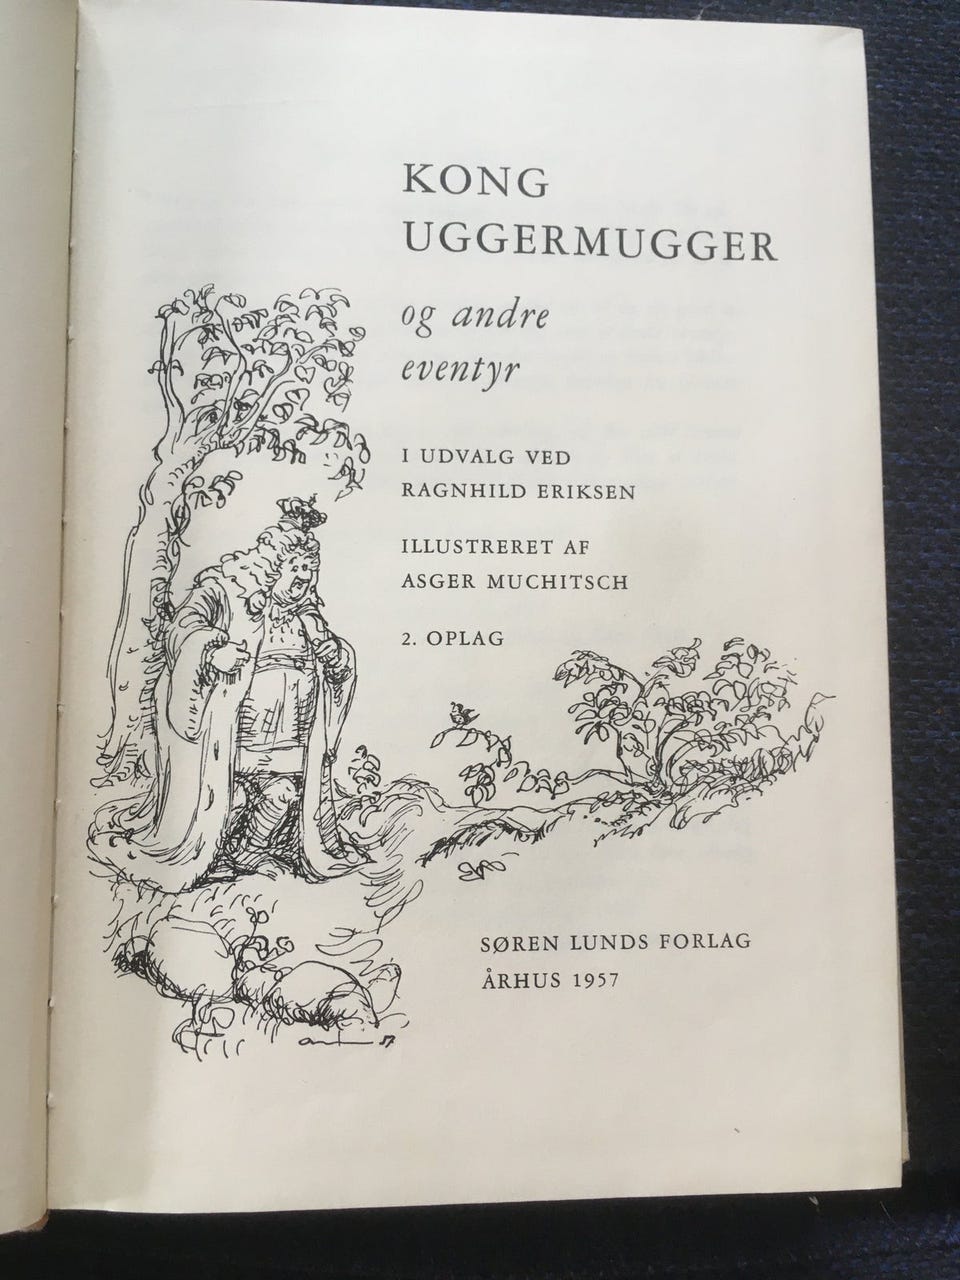 KONG
UGGERMUGGER
og andre
eventyr
I UDVALG VED
RAGNHILD ERIKSEN
ILLUSTRERET AF
ASGER MUCHITSCH
2. OPLAG
SØREN LUNDS FORLAG
ÅRHUS 1957
57